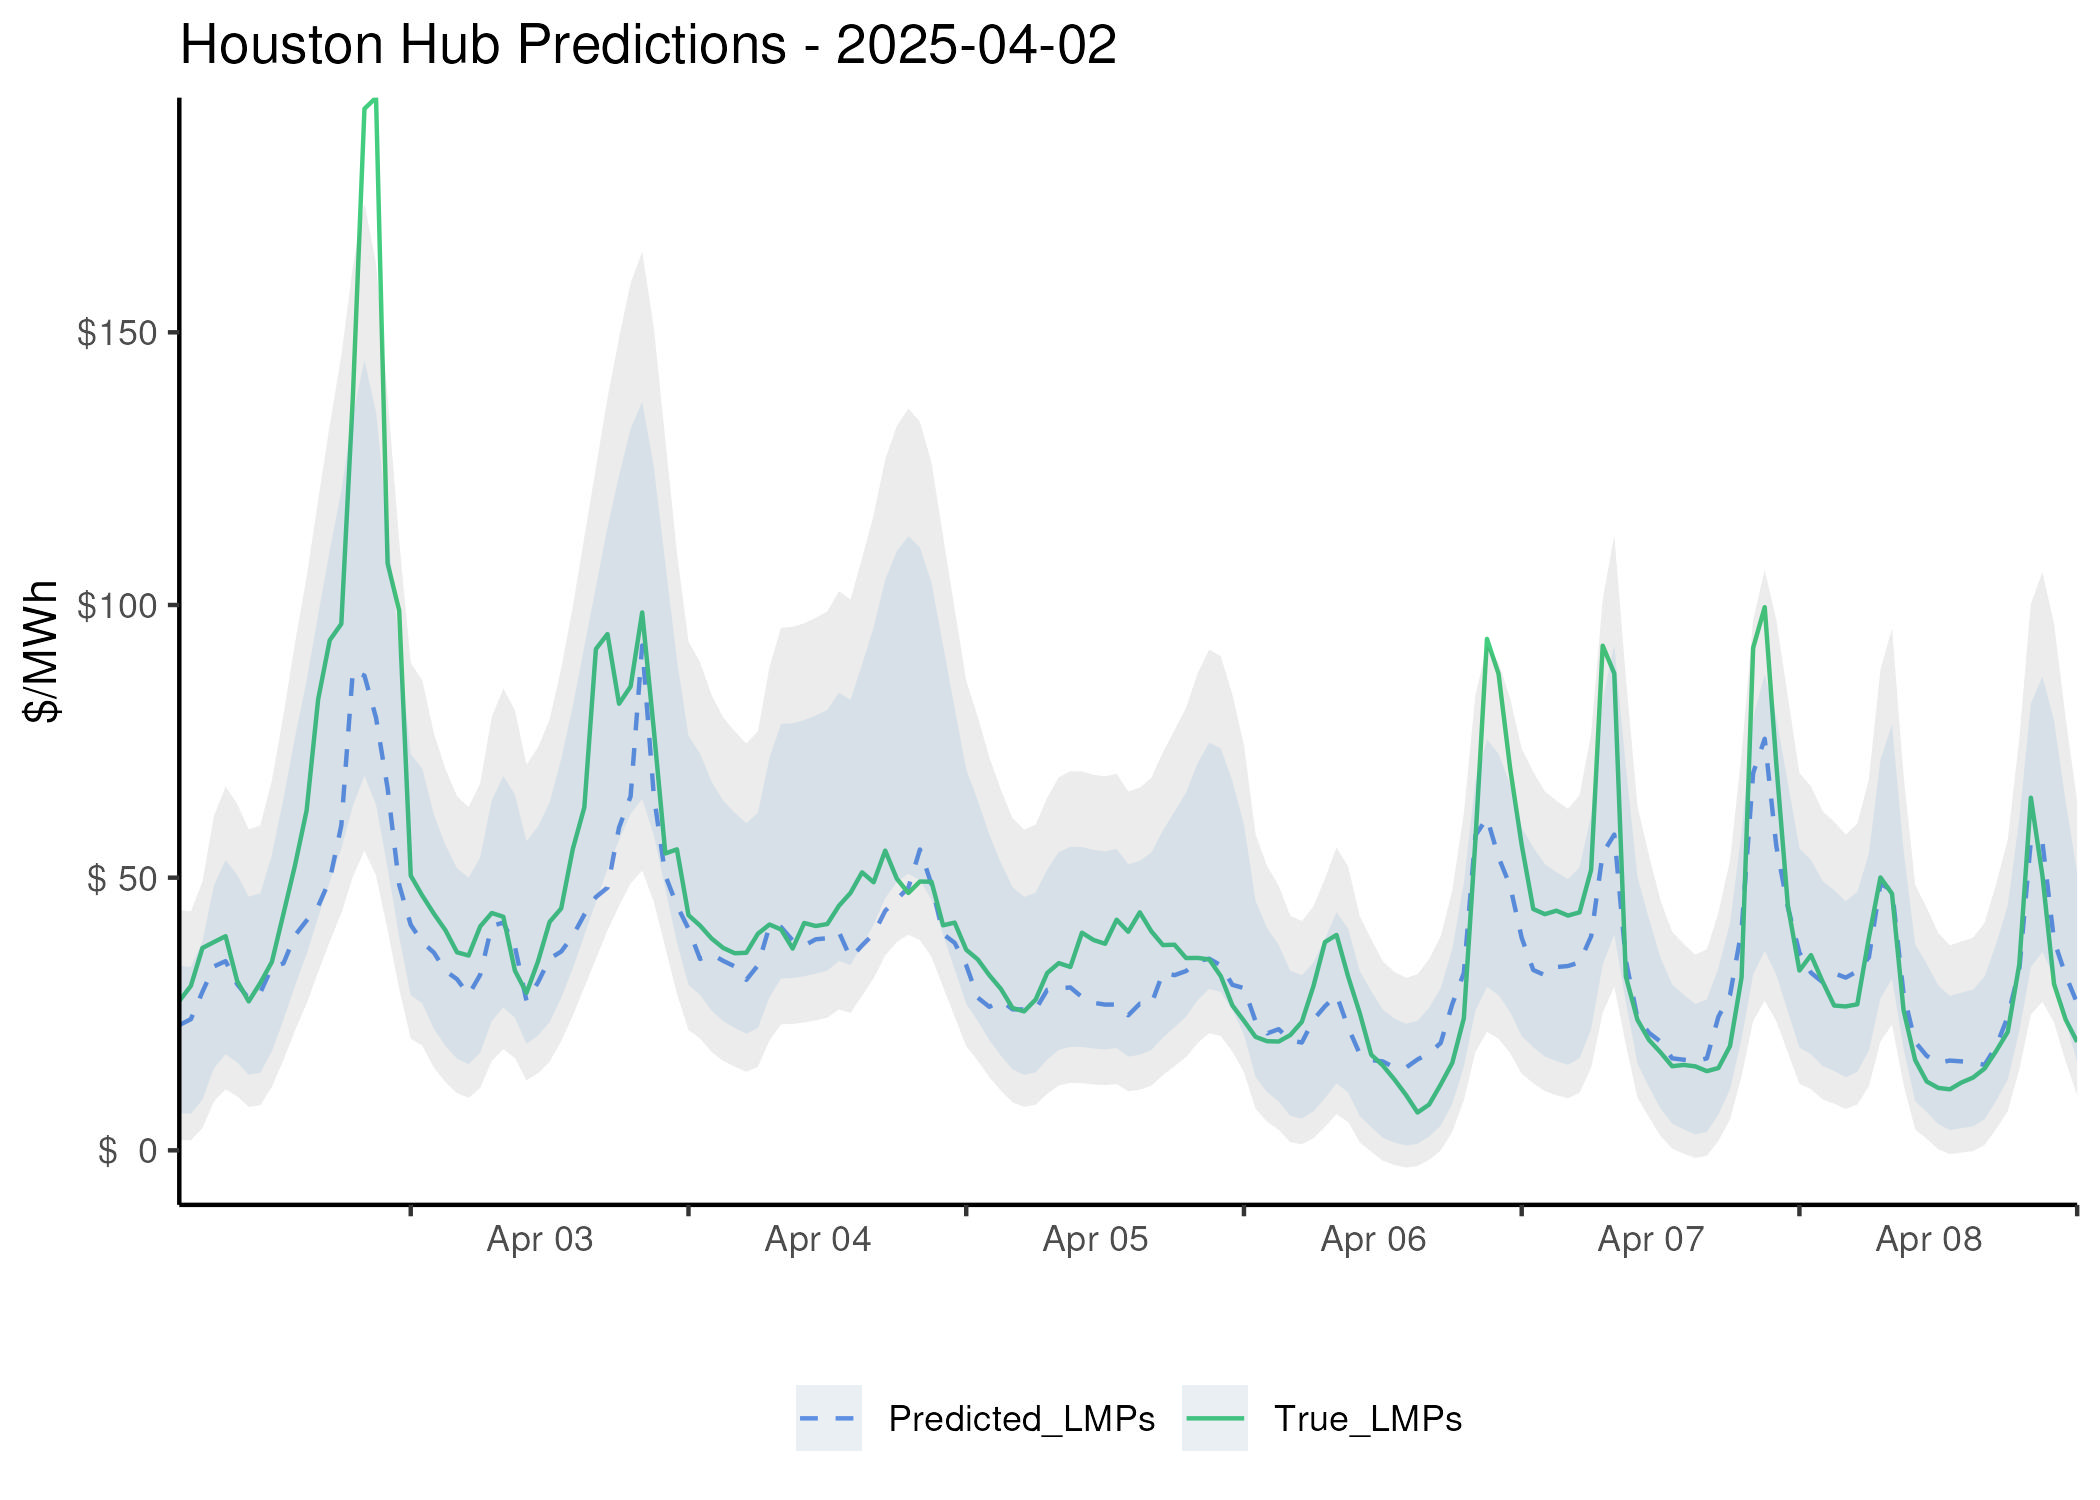 Houston Hub Predictions - 2025-04-02
$/MWh
$150
$100
$ 50
$  0
Apr 03
Apr 04
Apr 05
Apr 06
Apr 07
Apr 08
Predicted_LMPs
True_LMPs